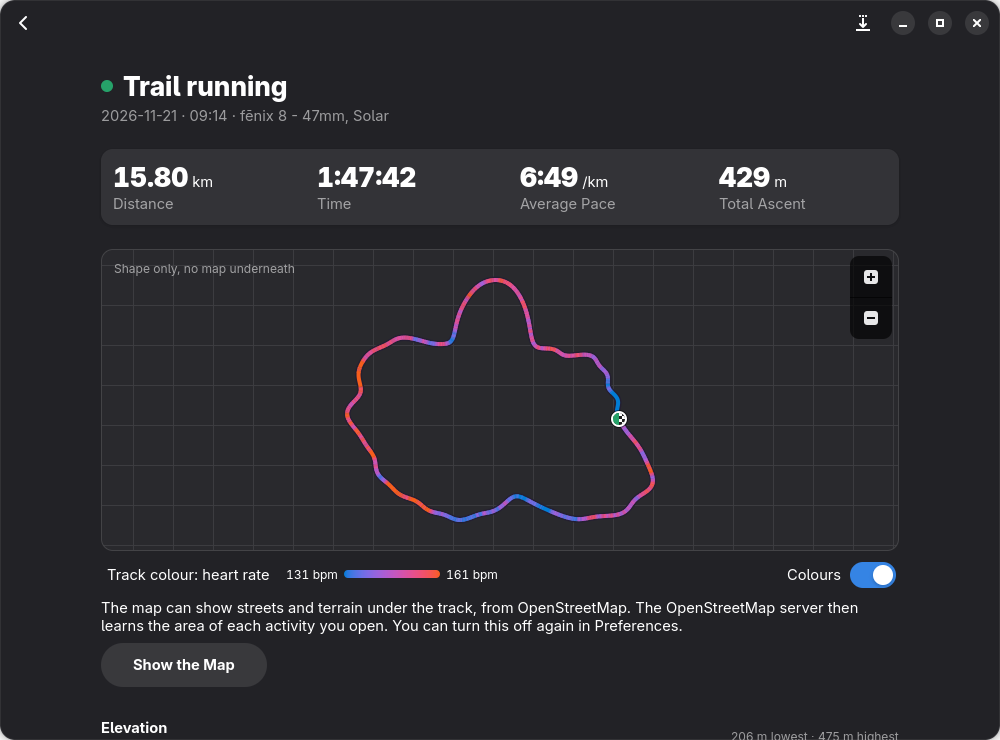 Trail running
2026-11-21 · 09:14 · fēnix 8 - 47mm, Solar
15.80 km
Distance
1:47:42
Time
6:49 /km
Average Pace
429 m
Total Ascent
Shape only, no map underneath
Track colour: heart rate
131 bpm
161 bpm
Colours
The map can show streets and terrain under the track, from OpenStreetMap. The OpenStreetMap server then
learns the area of each activity you open. You can turn this off again in Preferences.
Show the Map
Elevation
206 m lowest · 475 m highest